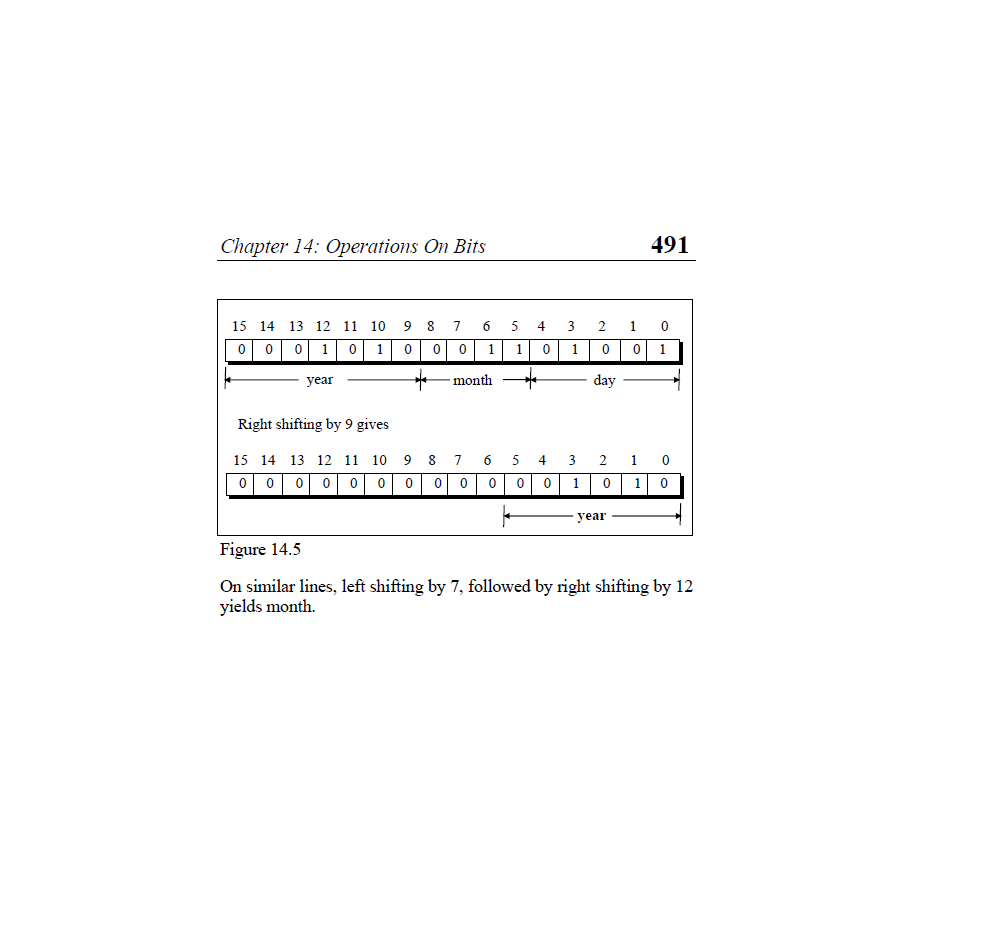 Chapter 14: Operations On Bits 491
15 14 13 12 11 10 9 8 7 6 5 4 3 2 1 0
0 0 0 1 0 1 0 0 0 1 1 0 1 0 0 1
year month day
Right shifting by 9 gives
15 14 13 12 11 10 9 8 7 6 5 4 3 2 1 0
0 0 0 0 0 0 0 0 0 0 0 0 1 0 1 0
year
Figure 14.5
On similar lines, left shifting by 7, followed by right shifting by 12
yields month.